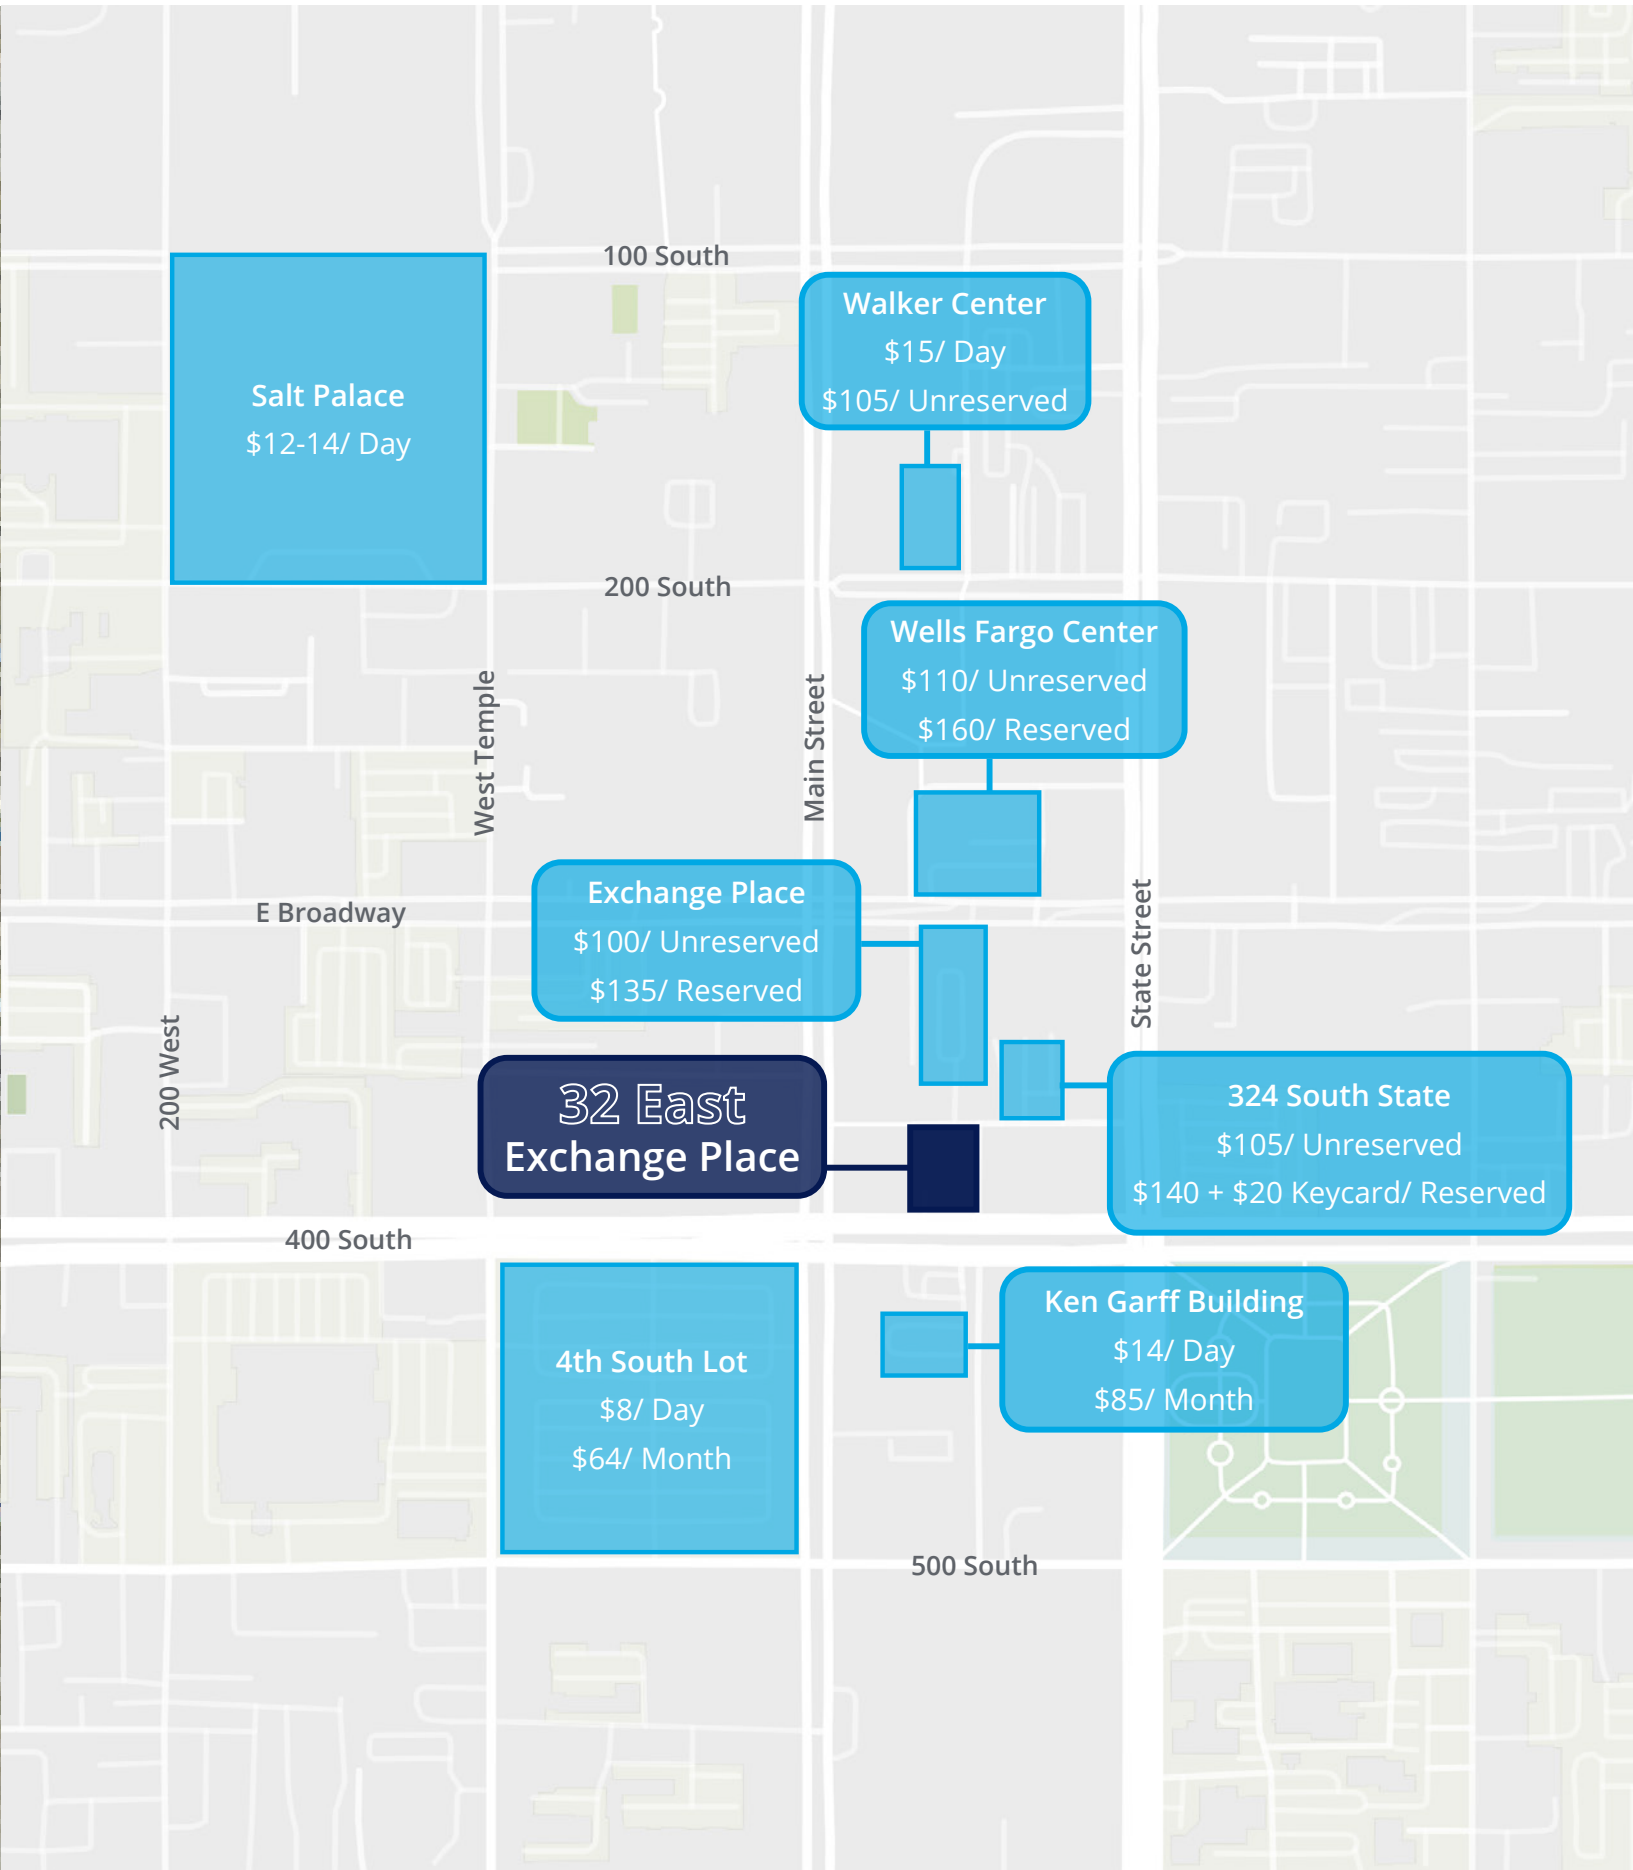 100 South
Walker Center
$15/ Day
$105/ Unreserved
Salt Palace
$12-14/ Day
200 South
Wells Fargo Center
$110/ Unreserved
$160/ Reserved
West Temple
Main Street
Exchange Place
$100/ Unreserved
$135/ Reserved
E Broadway
State Street
200 West
32 East
Exchange Place
324 South State
$105/ Unreserved
$140 + $20 Keycard/ Reserved
400 South
Ken Garff Building
$14/ Day
$85/ Month
4th South Lot
$8/ Day
$64/ Month
500 South